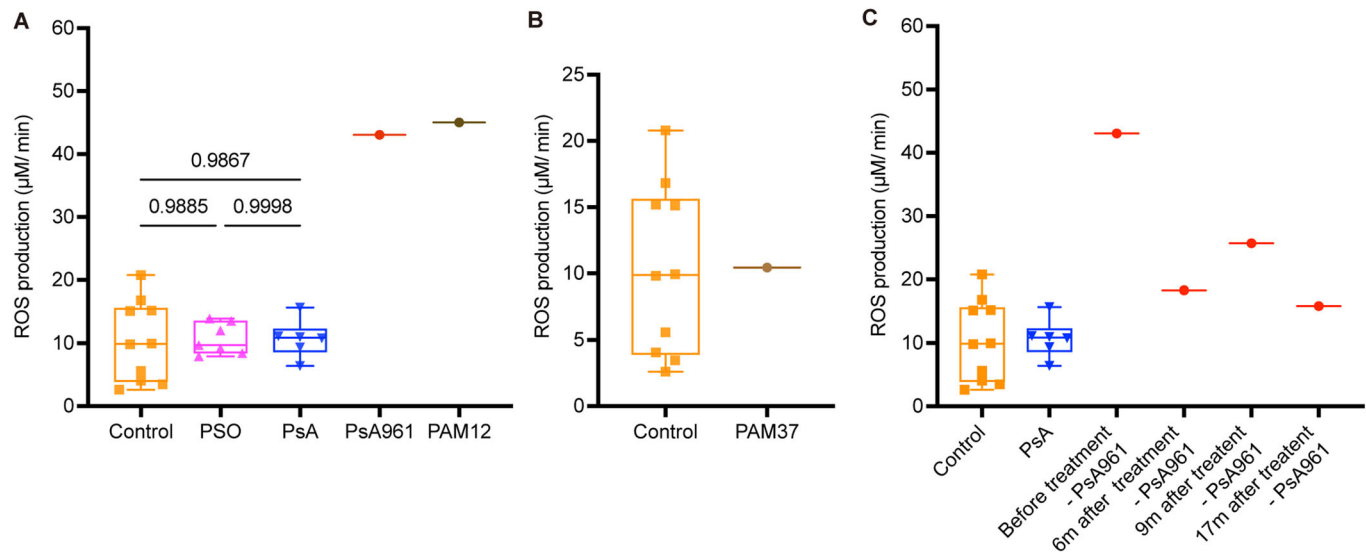 A
ROS production (µM/ min)
60
50
40
30
20
10
0
0.9867
0.9885
0.9998
Control
PSO
PsA
PsA961
PAM12
B
ROS production (µM/ min)
25
20
15
10
5
0
Control
PAM37
C
ROS production (µM/ min)
60
50
40
30
20
10
0
Control
PsA
Before treatment
- PsA961
6m after treatment
- PsA961
9m after treatent
- PsA961
17m after treatent
- PsA961